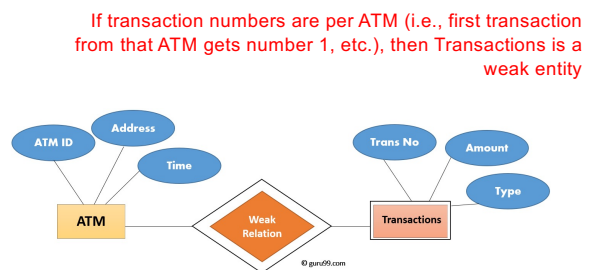 If transaction numbers are per ATM (i.e., first transaction
from that ATM gets number 1, etc.), then Transactions is a
weak entity
ATM ID
Address
Time
Trans No
Amount
Type
ATM
Weak
Relation
Transactions
© guru99.com